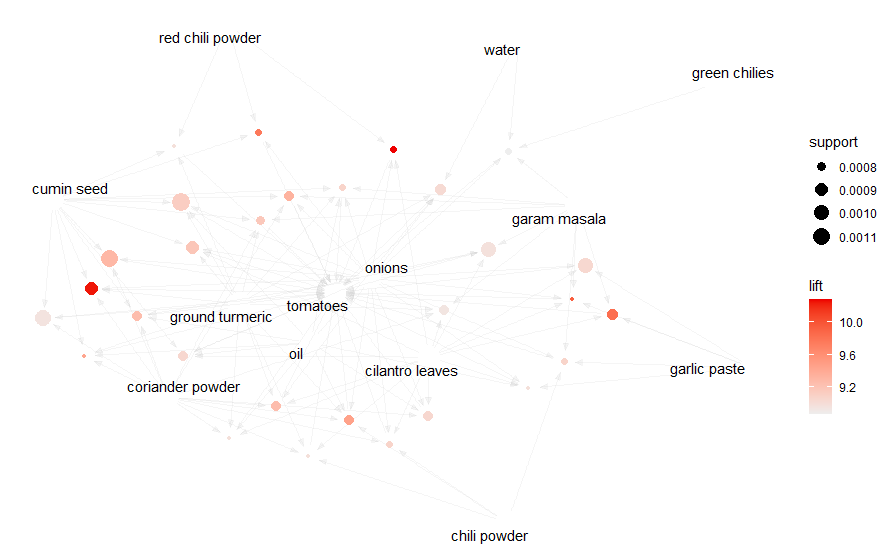 red chili powder
water
green chilies
support
0.0008
cumin seed
0.0009
0.0010
garam masala
0.0011
onions
lift
tomatoes
ground turmeric
10.0
oil
9.6
cilantro leaves
garlic paste
coriander powder
9.2
chili powder